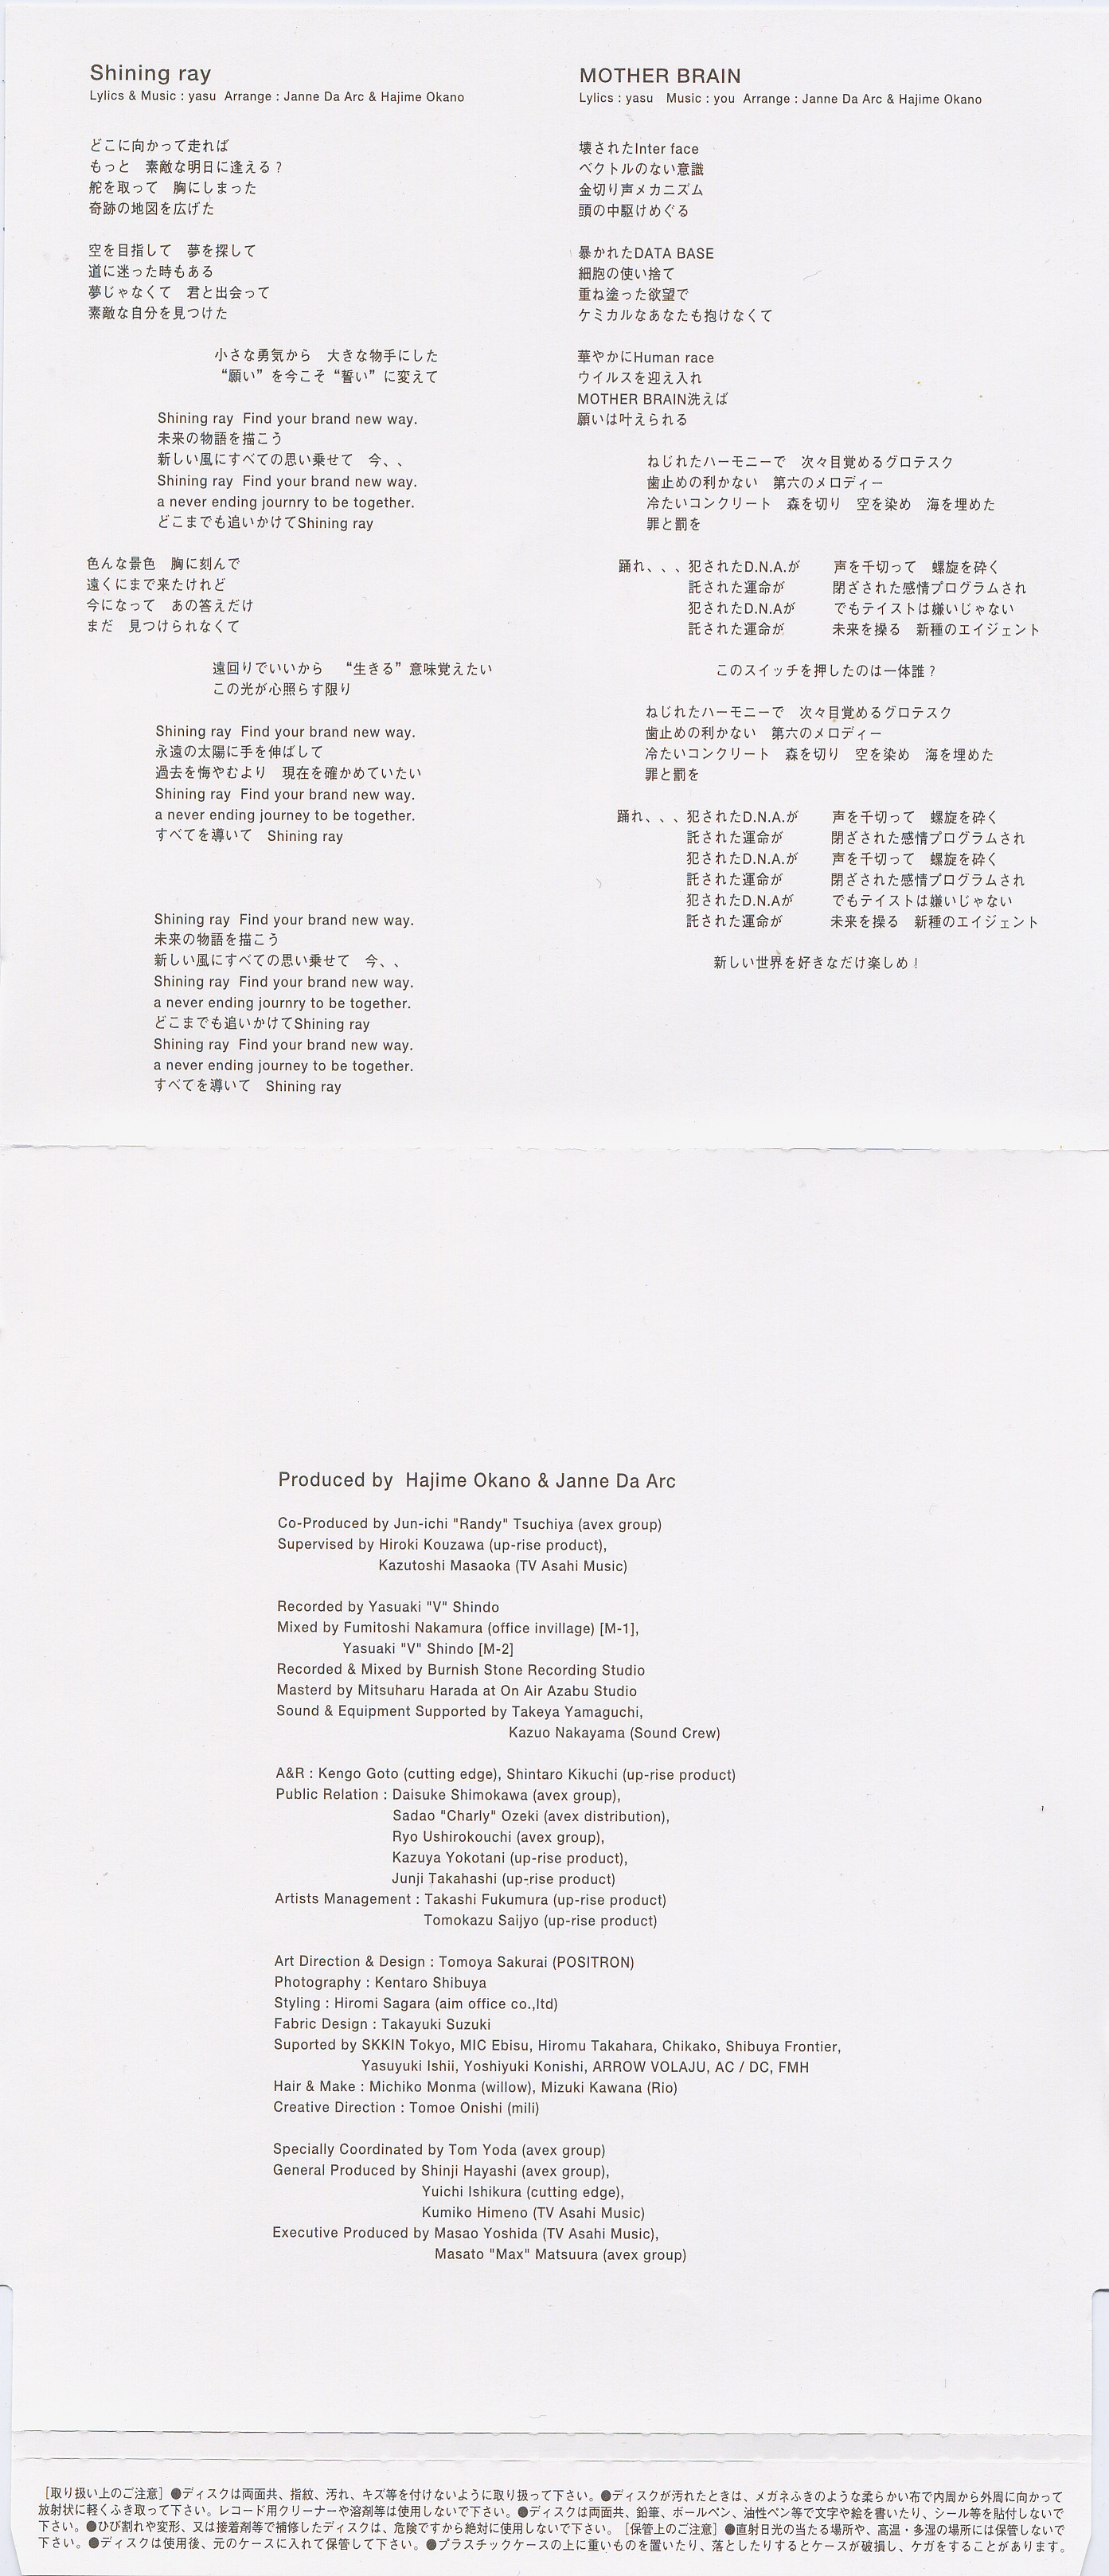 Shining ray
Lylics & Music : yasu Arrange : Janne Da Arc & Hajime Okano
どこに向かって走れば
もっと 素敵な明日に逢える？
舵を取って 胸にしまった
奇跡の地図を広げた
空を目指して 夢を探して
道に迷った時もある
夢じゃなくて 君と出会って
素敵な自分を見つけた
小さな勇気から 大きな物手にした
“願い”を今こそ“誓い”に変えて
Shining ray Find your brand new way.
未来の物語を描こう
新しい風にすべての思い乗せて 今、、
Shining ray Find your brand new way.
a never ending journry to be together.
どこまでも追いかけてShining ray
色んな景色 胸に刻んで
遠くにまで来たけれど
今になって あの答えだけ
まだ 見つけられなくて
遠回りでいいから “生きる”意味覚えたい
この光が心照らす限り
Shining ray Find your brand new way.
永遠の太陽に手を伸ばして
過去を悔やむより 現在を確かめていたい
Shining ray Find your brand new way.
a never ending journey to be together.
すべてを導いて Shining ray
Shining ray Find your brand new way.
未来の物語を描こう
新しい風にすべての思い乗せて 今、、
Shining ray Find your brand new way.
a never ending journry to be together.
どこまでも追いかけてShining ray
Shining ray Find your brand new way.
a never ending journey to be together.
すべてを導いて Shining ray
MOTHER BRAIN
Lylics : yasu Music : you Arrange : Janne Da Arc & Hajime Okano
壊されたInter face
ベクトルのない意識
金切り声メカニズム
頭の中駆けめぐる
暴かれたDATA BASE
細胞の使い捨て
重ね塗った欲望で
ケミカルなあなたも抱けなくて
華やかにHuman race
ウイルスを迎え入れ
MOTHER BRAIN洗えば
願いは叶えられる
ねじれたハーモニーで 次々目覚めるグロテスク
歯止めの利かない 第六のメロディー
冷たいコンクリート 森を切り 空を染め 海を埋めた
罪と罰を
踊れ、、、犯されたD.N.A.が 声を千切って 螺旋を砕く
託された運命が 閉ざされた感情プログラムされ
犯されたD.N.Aが でもテイストは嫌いじゃない
託された運命が 未来を操る 新種のエイジェント
このスイッチを押したのは一体誰？
ねじれたハーモニーで 次々目覚めるグロテスク
歯止めの利かない 第六のメロディー
冷たいコンクリート 森を切り 空を染め 海を埋めた
罪と罰を
踊れ、、、犯されたD.N.A.が 声を千切って 螺旋を砕く
託された運命が 閉ざされた感情プログラムされ
犯されたD.N.A.が 声を千切って 螺旋を砕く
託された運命が 閉ざされた感情プログラムされ
犯されたD.N.Aが でもテイストは嫌いじゃない
託された運命が 未来を操る 新種のエイジェント
新しい世界を好きなだけ楽しめ！
Produced by Hajime Okano & Janne Da Arc
Co-Produced by Jun-ichi "Randy" Tsuchiya (avex group)
Supervised by Hiroki Kouzawa (up-rise product),
Kazutoshi Masaoka (TV Asahi Music)
Recorded by Yasuaki "V" Shindo
Mixed by Fumitoshi Nakamura (office invillage) [M-1],
Yasuaki "V" Shindo [M-2]
Recorded & Mixed by Burnish Stone Recording Studio
Masterd by Mitsuharu Harada at On Air Azabu Studio
Sound & Equipment Supported by Takeya Yamaguchi,
Kazuo Nakayama (Sound Crew)
A&R : Kengo Goto (cutting edge), Shintaro Kikuchi (up-rise product)
Public Relation : Daisuke Shimokawa (avex group),
Sadao "Charly" Ozeki (avex distribution),
Ryo Ushirokouchi (avex group),
Kazuya Yokotani (up-rise product),
Junji Takahashi (up-rise product)
Artists Management : Takashi Fukumura (up-rise product)
Tomokazu Saijyo (up-rise product)
Art Direction & Design : Tomoya Sakurai (POSITRON)
Photography : Kentaro Shibuya
Styling : Hiromi Sagara (aim office co.,ltd)
Fabric Design : Takayuki Suzuki
Suported by SKKIN Tokyo, MIC Ebisu, Hiromu Takahara, Chikako, Shibuya Frontier,
Yasuyuki Ishii, Yoshiyuki Konishi, ARROW VOLAJU, AC / DC, FMH
Hair & Make : Michiko Monma (willow), Mizuki Kawana (Rio)
Creative Direction : Tomoe Onishi (mili)
Specially Coordinated by Tom Yoda (avex group)
General Produced by Shinji Hayashi (avex group),
Yuichi Ishikura (cutting edge),
Kumiko Himeno (TV Asahi Music)
Executive Produced by Masao Yoshida (TV Asahi Music),
Masato "Max" Matsuura (avex group)
［取り扱い上のご注意］●ディスクは両面共、指紋、汚れ、キズ等を付けないように取り扱って下さい。●ディスクが汚れたときは、メガネふきのような柔らかい布で内周から外周に向かって
放射状に軽くふき取って下さい。レコード用クリーナーや溶剤等は使用しないで下さい。●ディスクは両面共、鉛筆、ボールペン、油性ペン等で文字や絵を書いたり、シール等を貼付しないで
下さい。●ひび割れや変形、又は接着剤等で補修したディスクは、危険ですから絶対に使用しないで下さい。［保管上のご注意］●直射日光の当たる場所や、高温・多湿の場所には保管しないで
下さい。●ディスクは使用後、元のケースに入れて保管して下さい。●プラスチックケースの上に重いものを置いたり、落としたりするとケースが破損し、ケガをすることがあります。